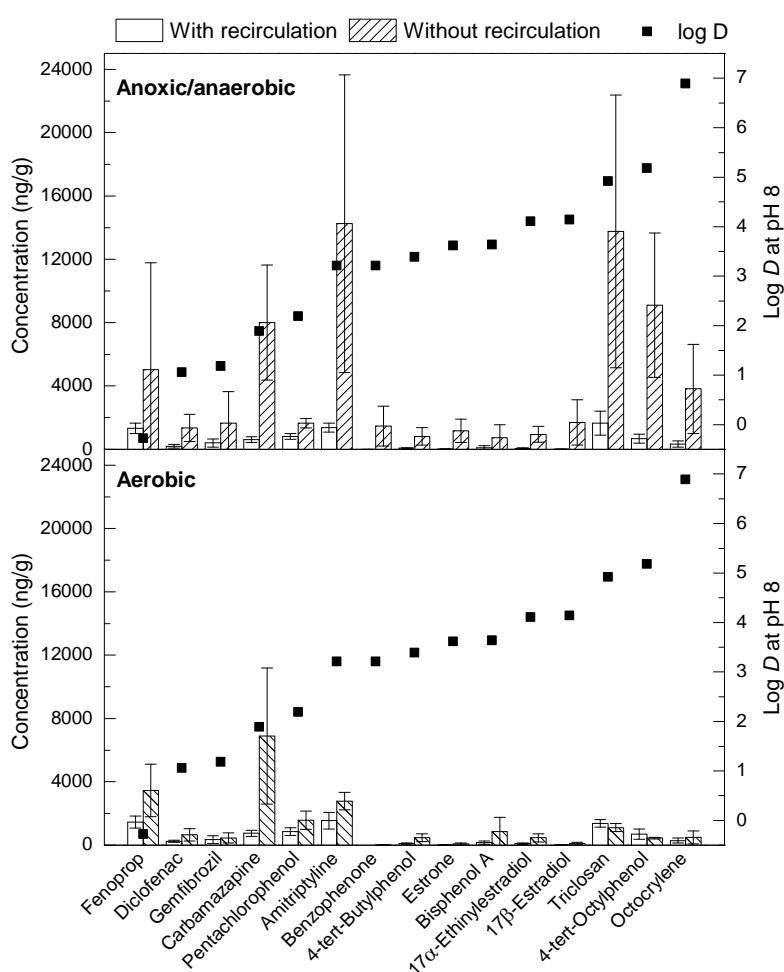 With recirculation Without recirculation log D
Anoxic/anaerobic
Concentration (ng/g)
24000
20000
16000
12000
8000
4000
0
7
6
5
4
3
2
1
0
Log D at pH 8
Aerobic
Concentration (ng/g)
24000
20000
16000
12000
8000
4000
0
7
6
5
4
3
2
1
0
Log D at pH 8
Fenoprop
Diclofenac
Gemfibrozil
Carbamazapine
Pentachlorophenol
Amitriptyline
Benzophenone
4-tert-Butylphenol
Estrone
Bisphenol A
17α-Ethinylestradiol
17β-Estradiol
Triclosan
4-tert-Octylphenol
Octocrylene